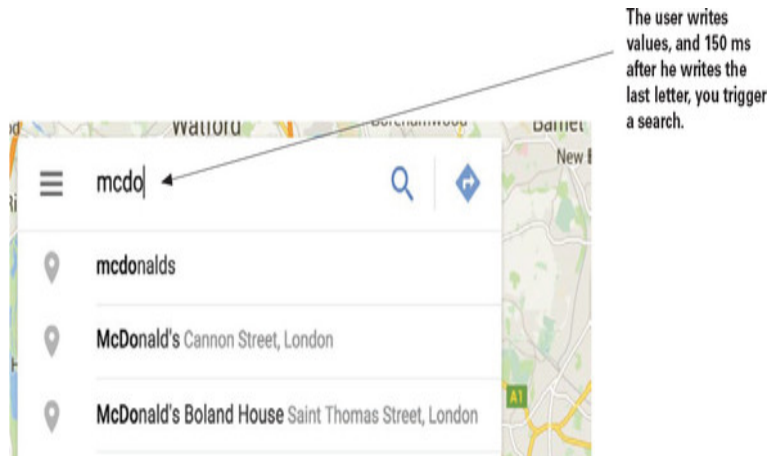 The user writes
values, and 150 ms
after he writes the
last letter, you trigger
a search.
Watford
Barnet
New
mcdo
mcdonalds
McDonald's Cannon Street, London
McDonald's Boland House Saint Thomas Street, London
A1